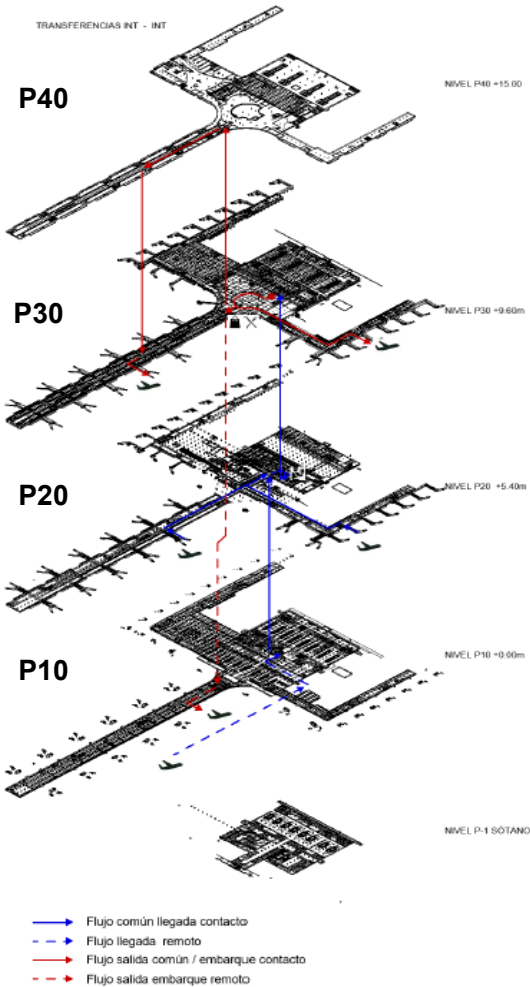 TRANSFERENCIAS INT - INT
P40
NIVEL P40 +15.00
P30
NIVEL P30 +9.60m
P20
NIVEL P20 +5.40m
P10
NIVEL P10 +0.00m
NIVEL P-1 SÓTANO
Flujo común llegada contacto
Flujo llegada remoto
Flujo salida común / embarque contacto
Flujo salida embarque remoto